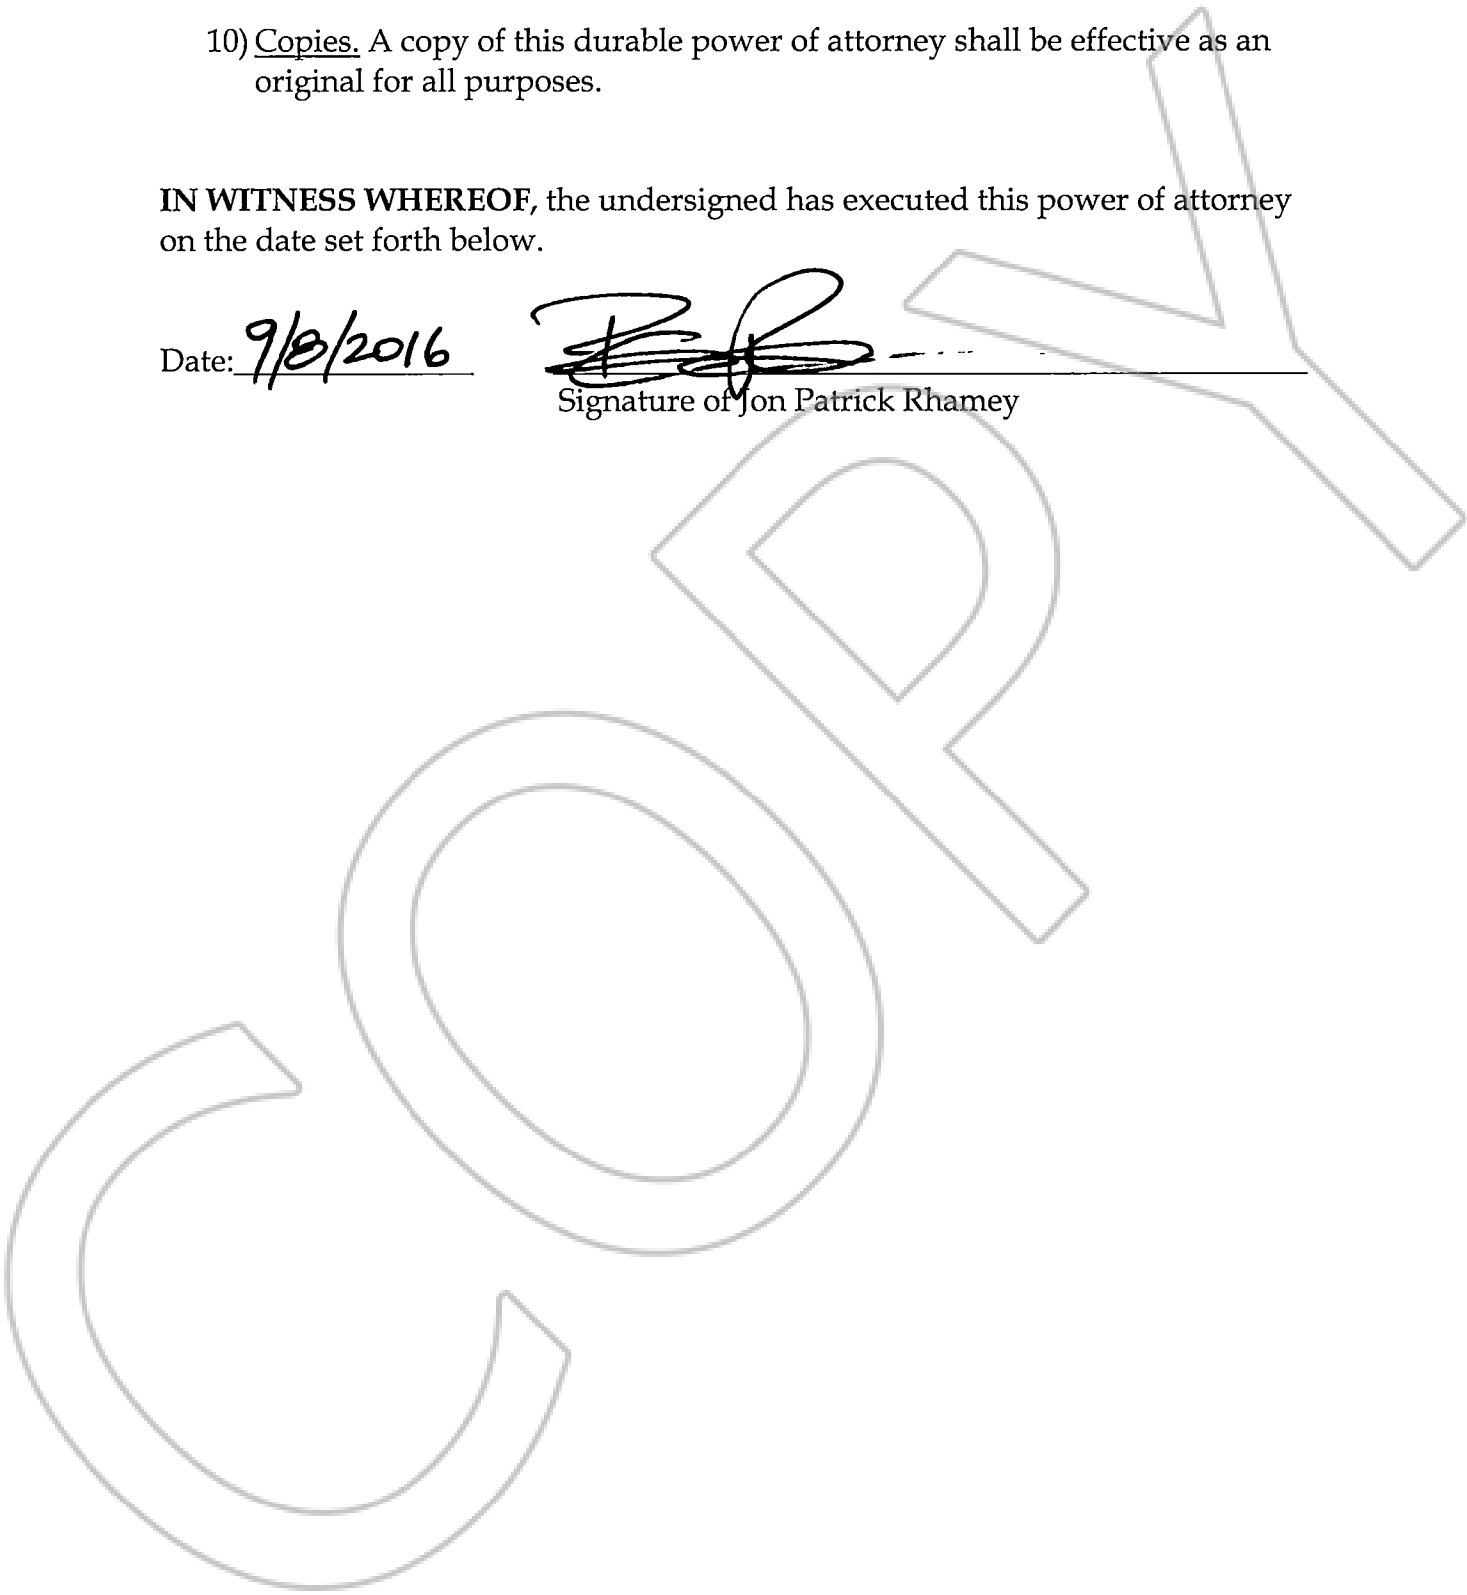 10) Copies. A copy of this durable power of attorney shall be effective as an
original for all purposes.
IN WITNESS WHEREOF, the undersigned has executed this power of attorney
on the date set forth below.
Date: 9/8/2016
Signature of Jon Patrick Rhamey
COPY